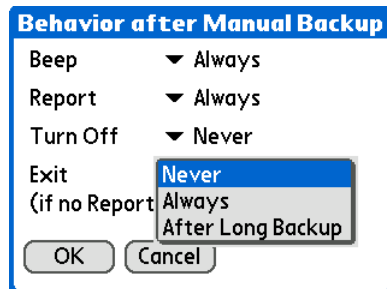 Behavior after Manual Backup
Beep Always
Report Always
Turn Off Never
Exit Never
(if no Report Always
After Long Backup
OK Cancel